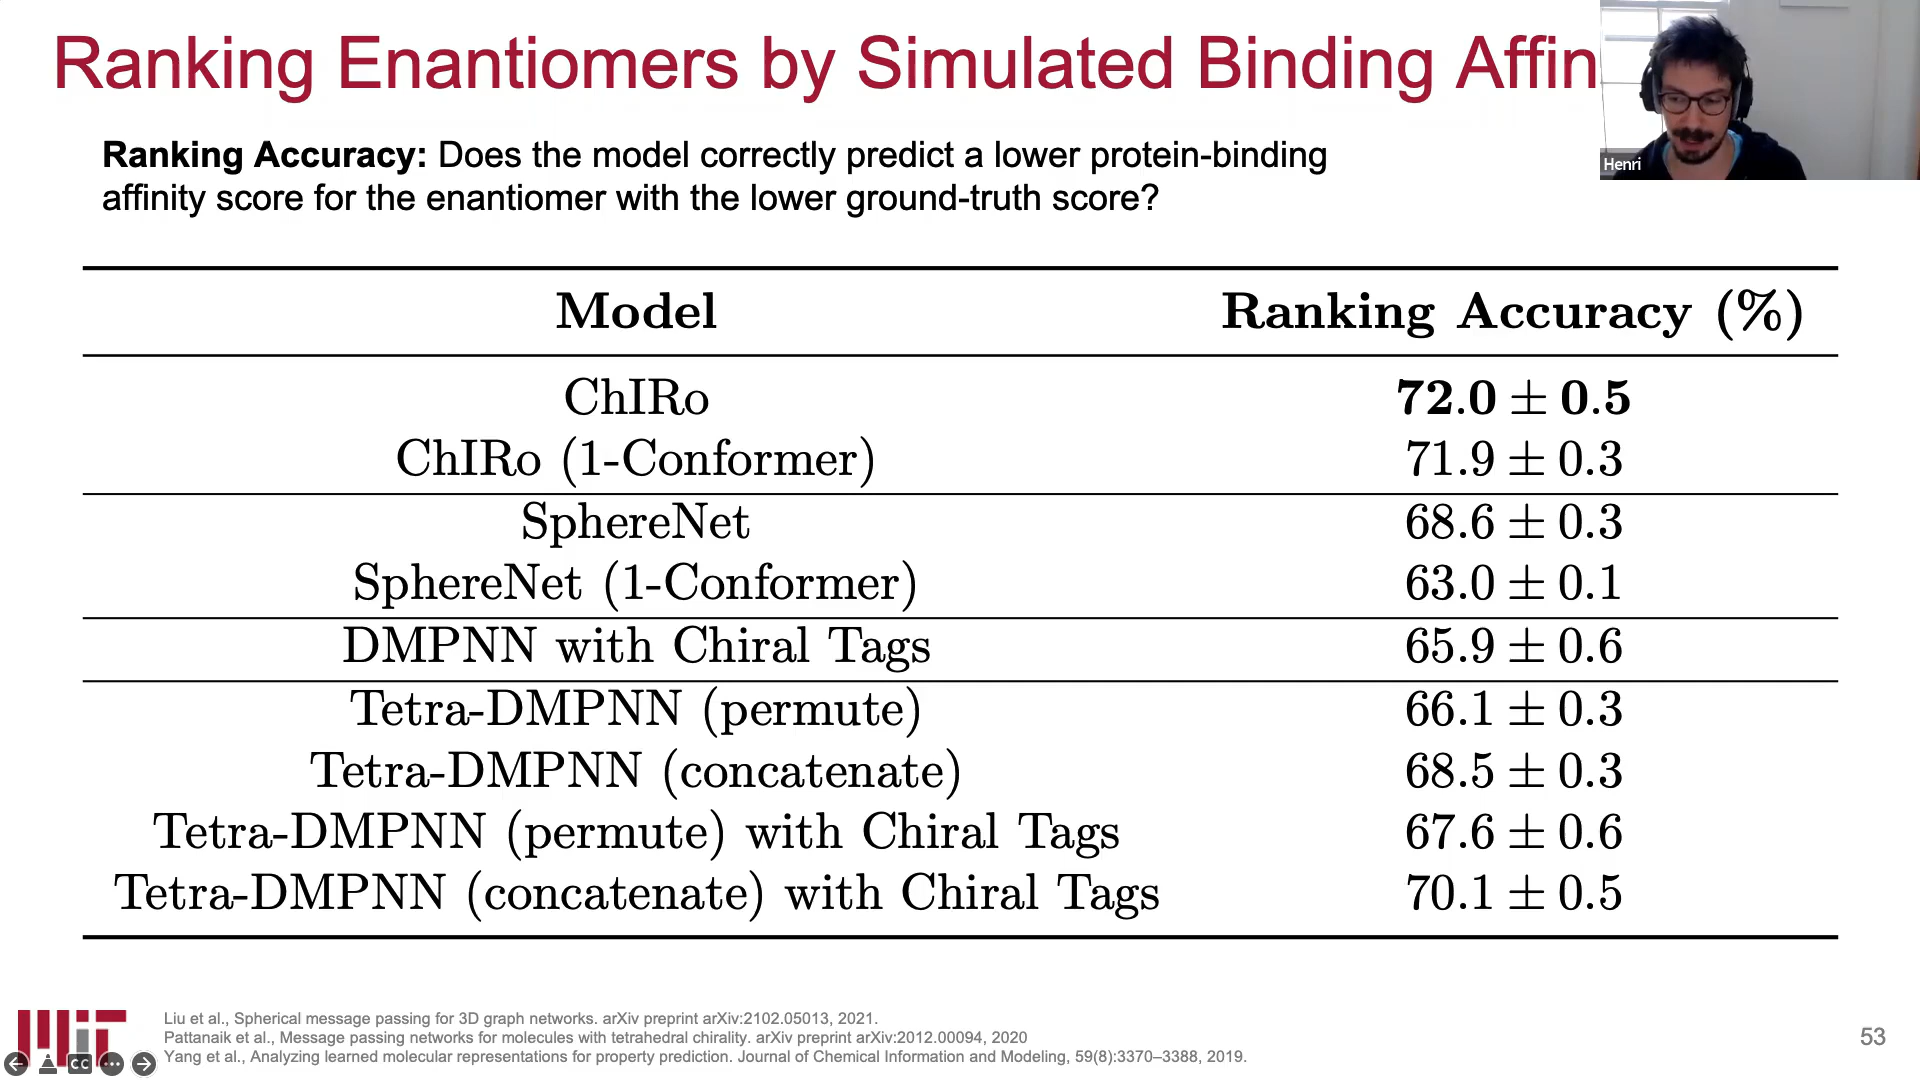 Ranking Enantiomers by Simulated Binding Affin
Henri
Ranking Accuracy: Does the model correctly predict a lower protein-binding
affinity score for the enantiomer with the lower ground-truth score?
Model Ranking Accuracy (%)
ChIRo 72.0 ± 0.5
ChIRo (1-Conformer) 71.9 ± 0.3
SphereNet 68.6 ± 0.3
SphereNet (1-Conformer) 63.0 ± 0.1
DMPNN with Chiral Tags 65.9 ± 0.6
Tetra-DMPNN (permute) 66.1 ± 0.3
Tetra-DMPNN (concatenate) 68.5 ± 0.3
Tetra-DMPNN (permute) with Chiral Tags 67.6 ± 0.6
Tetra-DMPNN (concatenate) with Chiral Tags 70.1 ± 0.5
MIT
CC
Liu et al., Spherical message passing for 3D graph networks. arXiv preprint arXiv:2102.05013, 2021.
Pattanaik et al., Message passing networks for molecules with tetrahedral chirality. arXiv preprint arXiv:2012.00094, 2020
Yang et al., Analyzing learned molecular representations for property prediction. Journal of Chemical Information and Modeling, 59(8):3370–3388, 2019.
53